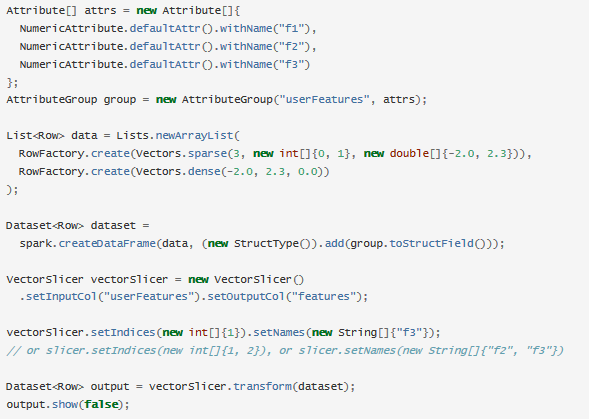 Attribute[] attrs = new Attribute[]{
  NumericAttribute.defaultAttr().withName("f1"),
  NumericAttribute.defaultAttr().withName("f2"),
  NumericAttribute.defaultAttr().withName("f3")
};
AttributeGroup group = new AttributeGroup("userFeatures", attrs);

List<Row> data = Lists.newArrayList(
  RowFactory.create(Vectors.sparse(3, new int[]{0, 1}, new double[]{-2.0, 2.3})),
  RowFactory.create(Vectors.dense(-2.0, 2.3, 0.0))
);

Dataset<Row> dataset =
  spark.createDataFrame(data, (new StructType()).add(group.toStructField()));

VectorSlicer vectorSlicer = new VectorSlicer()
  .setInputCol("userFeatures").setOutputCol("features");

vectorSlicer.setIndices(new int[]{1}).setNames(new String[]{"f3"});
// or slicer.setIndices(new int[]{1, 2}), or slicer.setNames(new String[]{"f2", "f3"})

Dataset<Row> output = vectorSlicer.transform(dataset);
output.show(false);